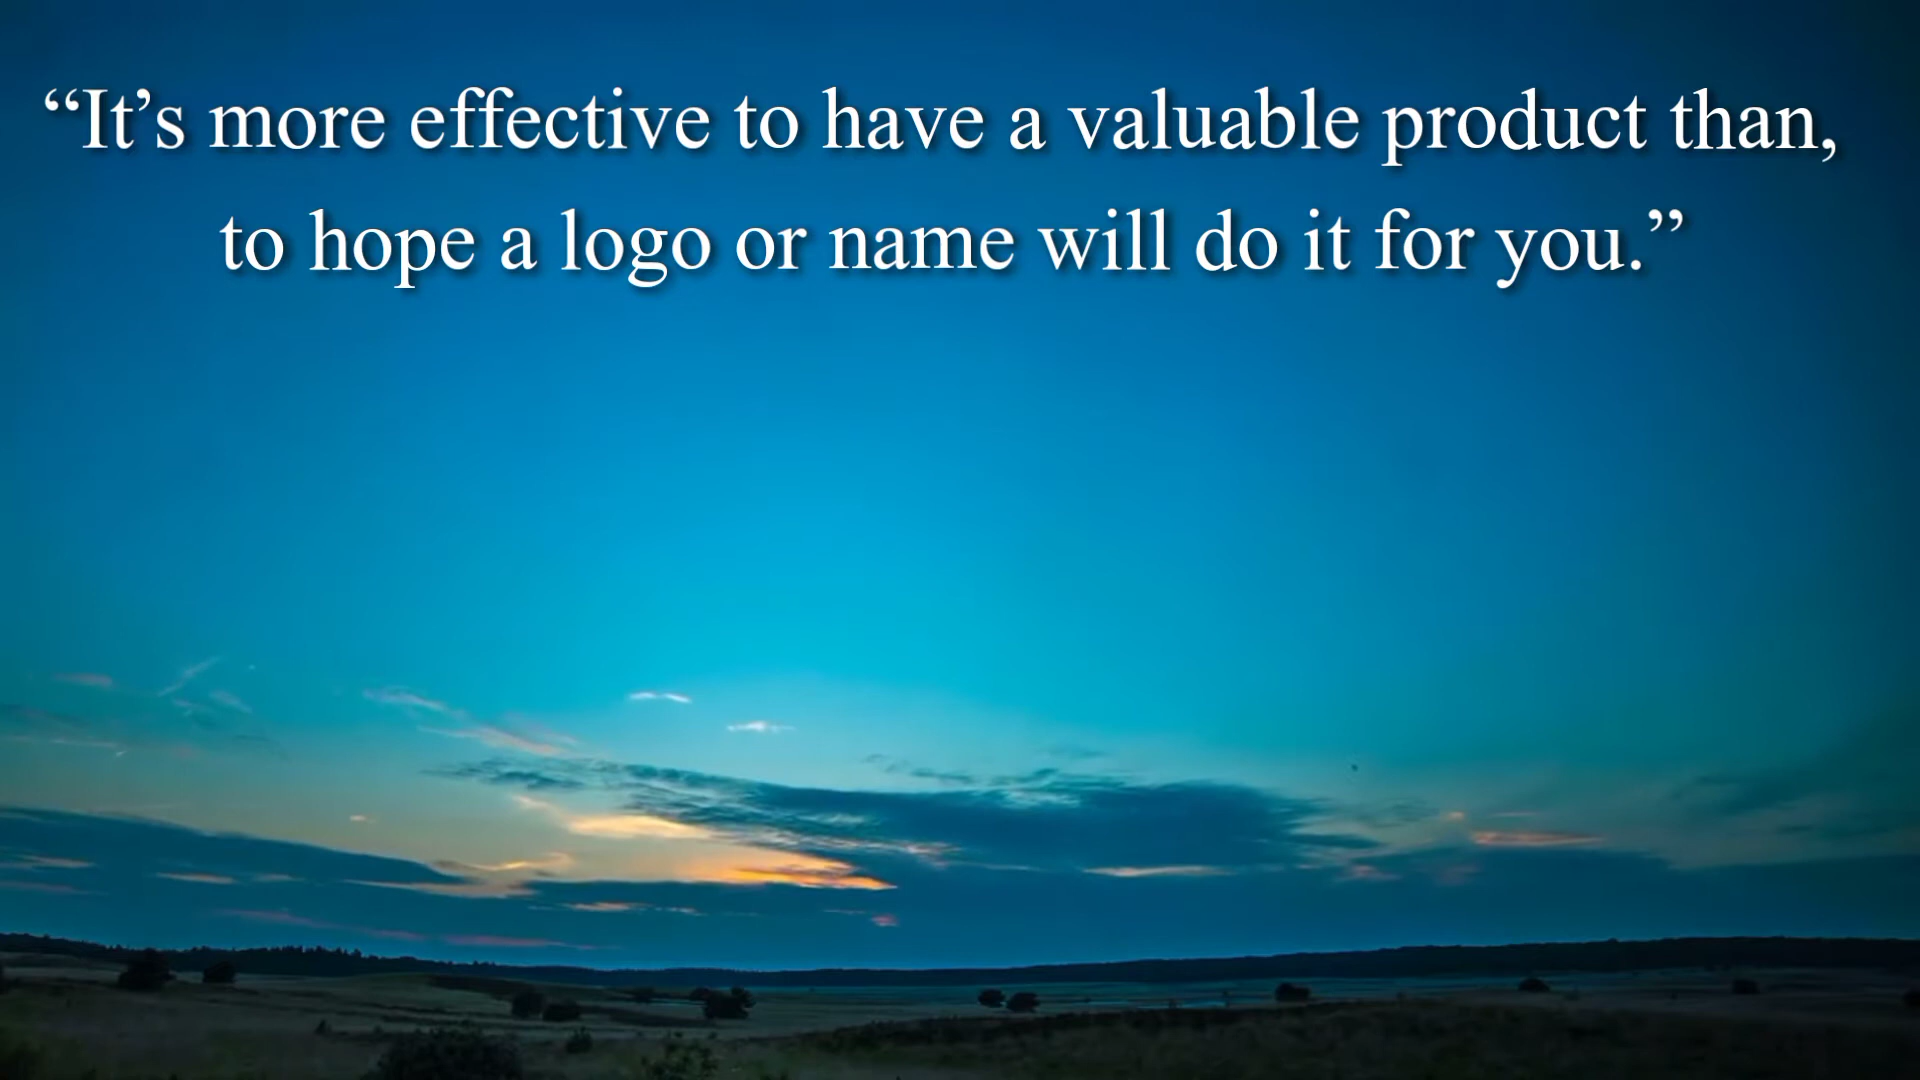 “It’s more effective to have a valuable product than,
to hope a logo or name will do it for you.”